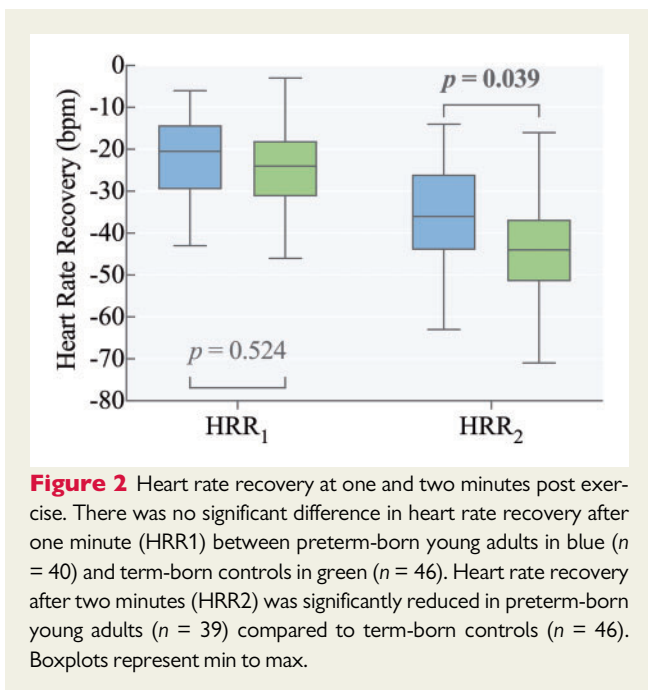 0
-10
-20
-30
-40
-50
-60
-70
-80
Heart Rate Recovery (bpm)
p = 0.039
p = 0.524
HRR1
HRR2
Figure 2 Heart rate recovery at one and two minutes post exer-
cise. There was no significant difference in heart rate recovery after
one minute (HRR1) between preterm-born young adults in blue (n
= 40) and term-born controls in green (n = 46). Heart rate recovery
after two minutes (HRR2) was significantly reduced in preterm-born
young adults (n = 39) compared to term-born controls (n = 46).
Boxplots represent min to max.